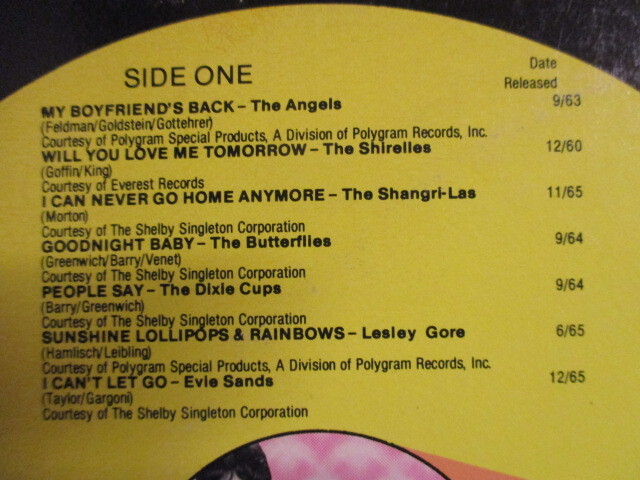 SIDE ONE
Date
Released
MY BOYFRIEND'S BACK – The Angels 9/63
(Feldman/Goldstein/Gottehrer)
Courtesy of Polygram Special Products, A Division of Polygram Records, Inc.
WILL YOU LOVE ME TOMORROW – The Shirelles 12/60
(Goffin/King)
Courtesy of Everest Records
I CAN NEVER GO HOME ANYMORE – The Shangri-Las 11/65
(Morton)
Courtesy of The Shelby Singleton Corporation
GOODNIGHT BABY – The Butterflies 9/64
(Greenwich/Barry/Venet)
Courtesy of The Shelby Singleton Corporation
PEOPLE SAY – The Dixie Cups 9/64
(Barry/Greenwich)
Courtesy of The Shelby Singleton Corporation
SUNSHINE LOLLIPOPS & RAINBOWS – Lesley Gore 6/65
(Hamlisch/Leibling)
Courtesy of Polygram Special Products, A Division of Polygram Records, Inc.
I CAN'T LET GO – Evie Sands 12/65
(Taylor/Gargoni)
Courtesy of The Shelby Singleton Corporation